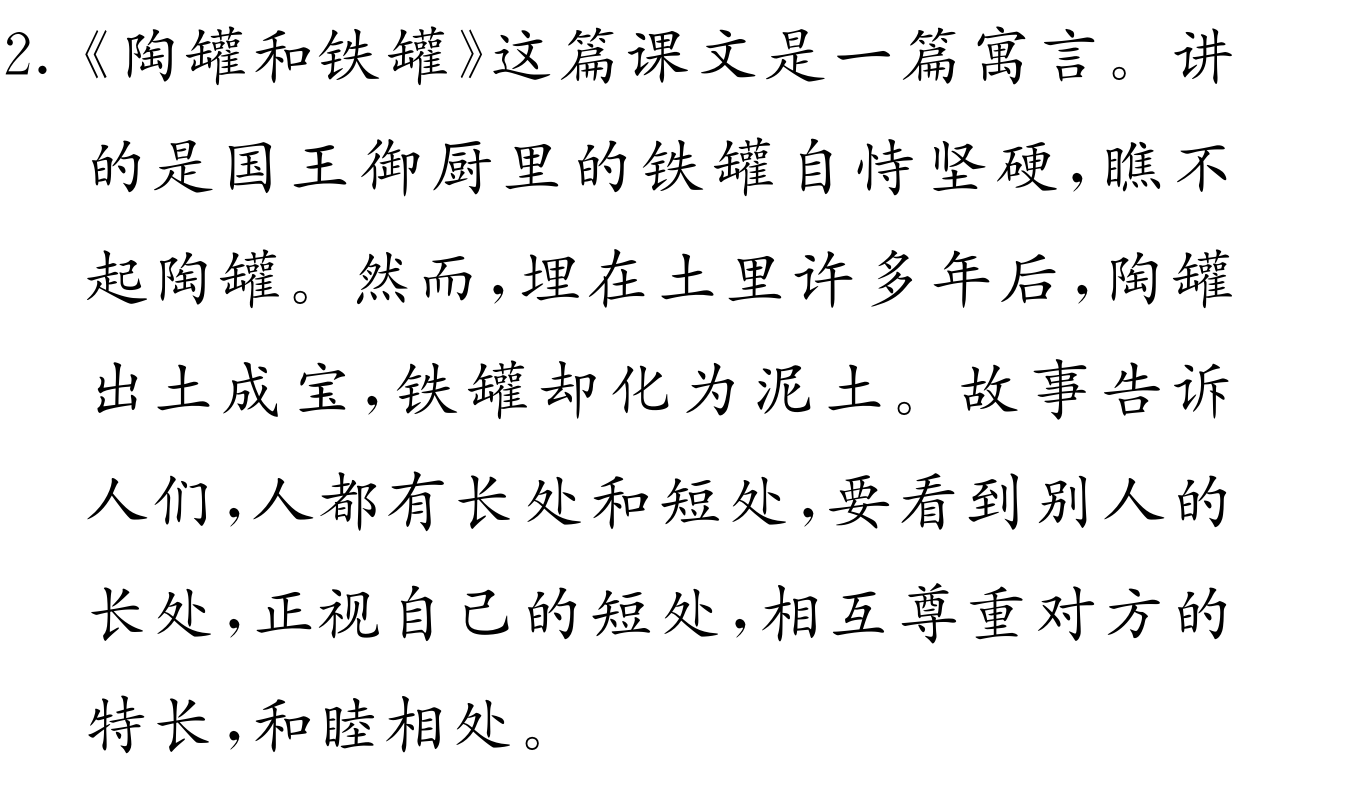 2.《陶罐和铁罐》这篇课文是一篇寓言。讲
的是国王御厨里的铁罐自恃坚硬,瞧不
起陶罐。然而,埋在土里许多年后,陶罐
出土成宝,铁罐却化为泥土。故事告诉
人们,人都有长处和短处,要看到别人的
长处,正视自己的短处,相互尊重对方的
特长,和睦相处。